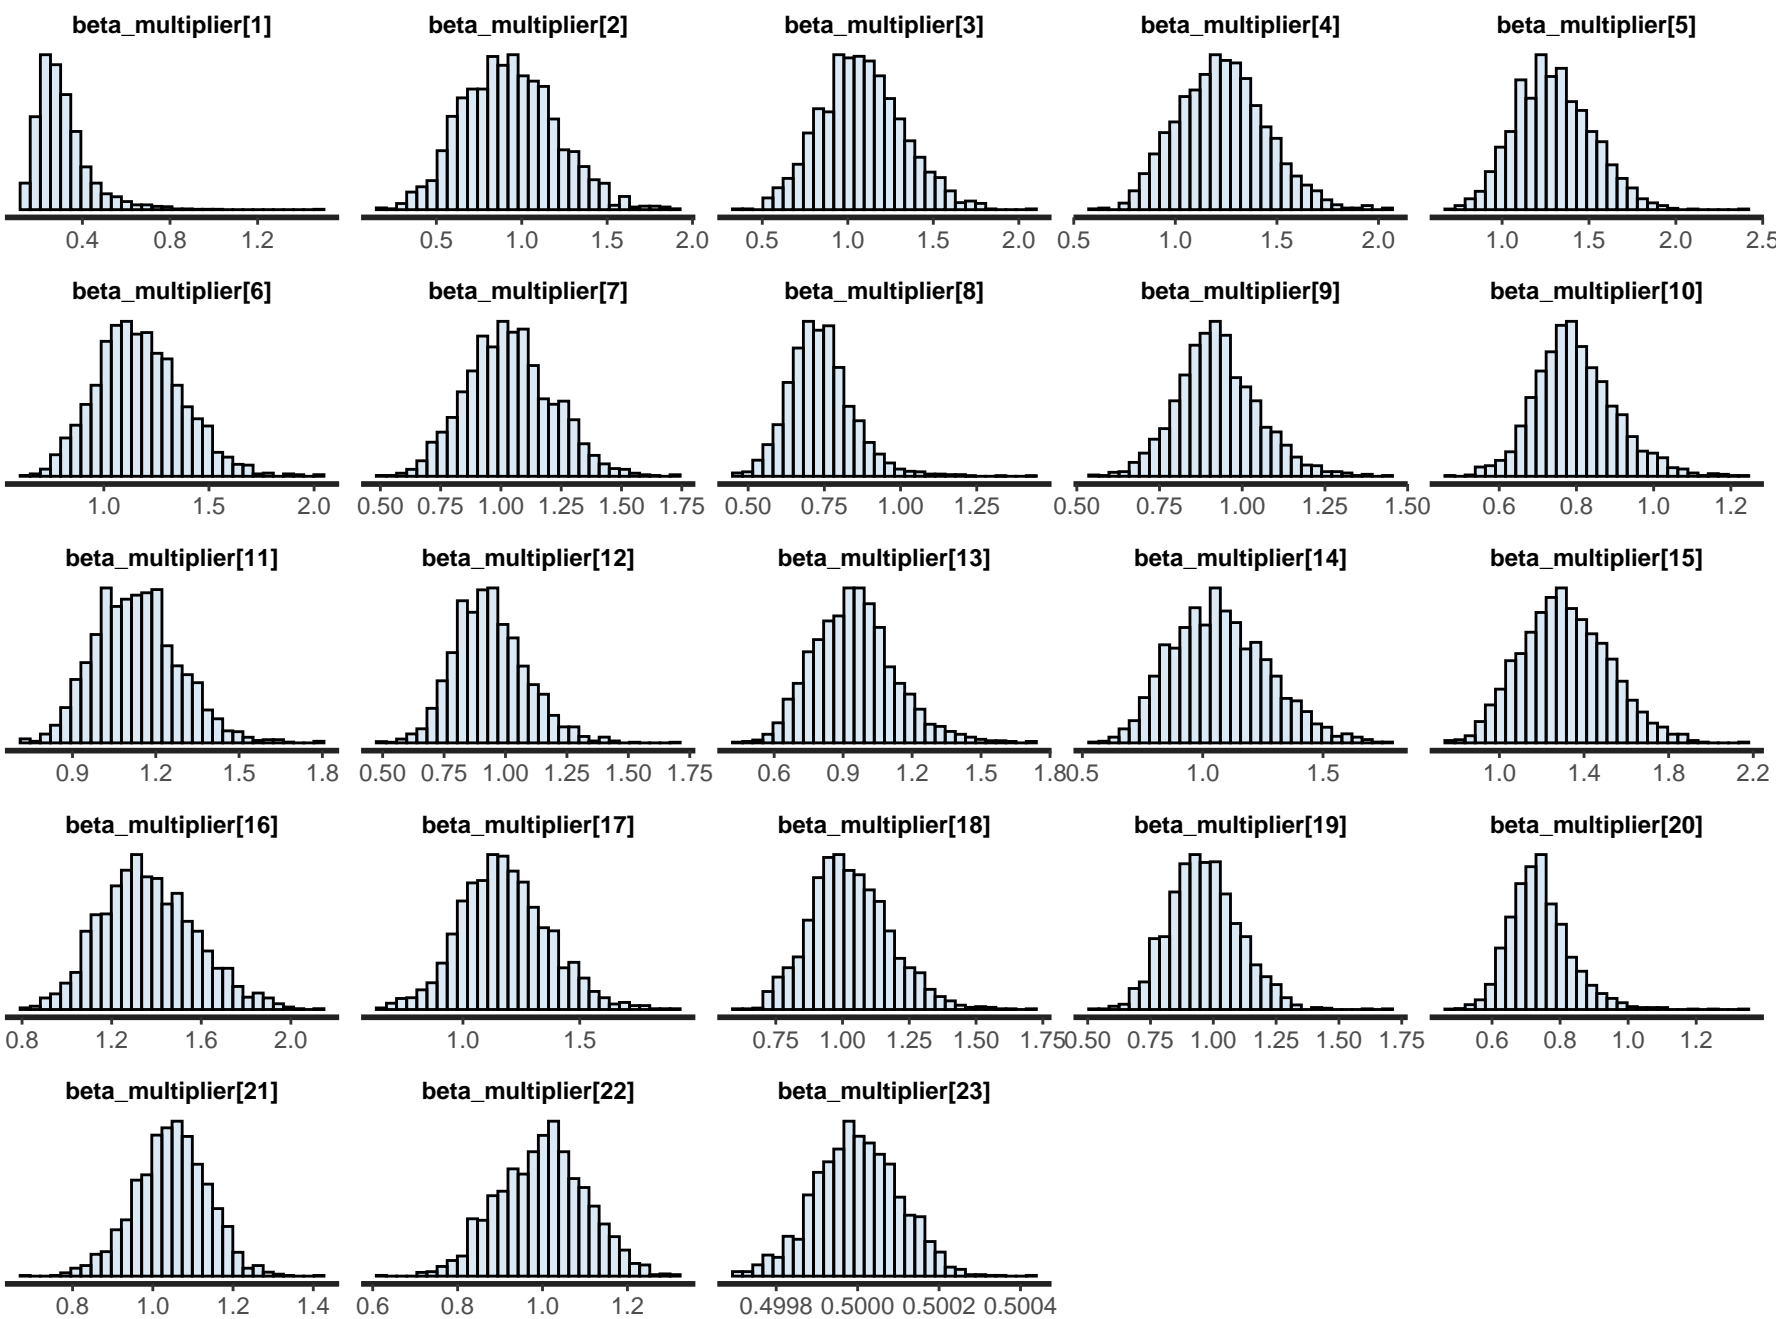 beta_multiplier[1] beta_multiplier[2] beta_multiplier[3] beta_multiplier[4] beta_multiplier[5]
0.4 0.8 1.2 0.5 1.0 1.5 2.0 0.5 1.0 1.5 2.0 0.5 1.0 1.5 2.0 1.0 1.5 2.0 2.5
beta_multiplier[6] beta_multiplier[7] beta_multiplier[8] beta_multiplier[9] beta_multiplier[10]
1.0 1.5 2.0 0.50 0.75 1.00 1.25 1.50 1.75 0.50 0.75 1.00 1.25 0.50 0.75 1.00 1.25 1.50 0.6 0.8 1.0 1.2
beta_multiplier[11] beta_multiplier[12] beta_multiplier[13] beta_multiplier[14] beta_multiplier[15]
0.9 1.2 1.5 1.8 0.50 0.75 1.00 1.25 1.50 1.75 0.6 0.9 1.2 1.5 1.8 0.5 1.0 1.5 1.0 1.4 1.8 2.2
beta_multiplier[16] beta_multiplier[17] beta_multiplier[18] beta_multiplier[19] beta_multiplier[20]
0.8 1.2 1.6 2.0 1.0 1.5 0.75 1.00 1.25 1.50 1.75 0.50 0.75 1.00 1.25 1.50 1.75 0.6 0.8 1.0 1.2
beta_multiplier[21] beta_multiplier[22] beta_multiplier[23]
0.8 1.0 1.2 1.4 0.6 0.8 1.0 1.2 0.4998 0.5000 0.5002 0.5004